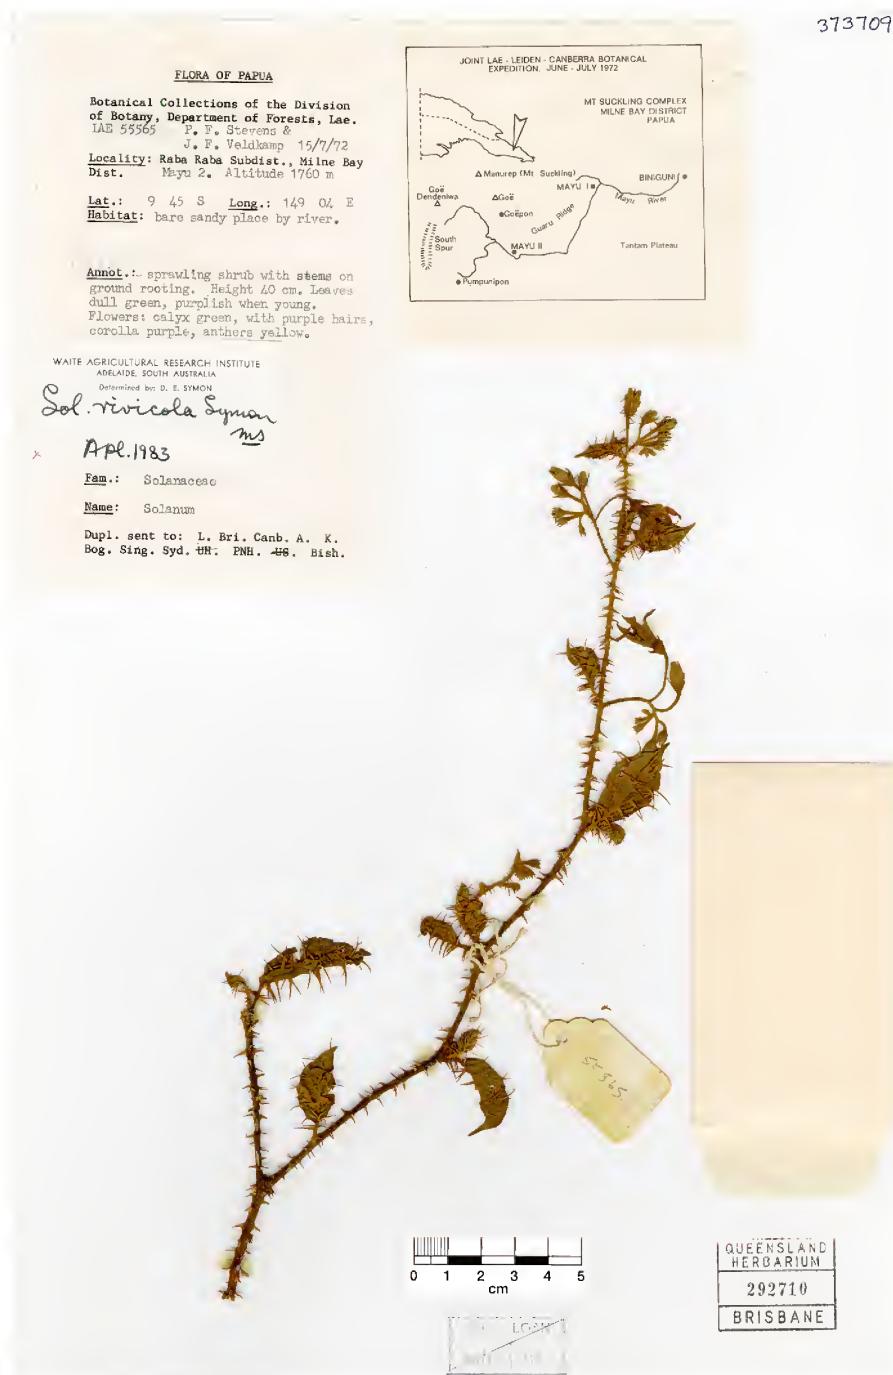 373709
FLORA OF PAPUA
Botanical Collections of the Division
of Botany, Department of Forests, Lae.
LAE 55565 P. F. Stevens &
J. F. Veldkamp 15/7/72
Locality: Raba Raba Subdist., Milne Bay
Dist. Mayu 2. Altitude 1760 m
Lat.: 9 45 S Long.: 149 04 E
Habitat: bare sandy place by river.
Annot.: sprawling shrub with stems on
ground rooting. Height 40 cm. Leaves
dull green, purplish when young.
Flowers: calyx green, with purple hairs,
corolla purple, anthers yellow.
JOINT LAE - LEIDEN - CANBERRA BOTANICAL
EXPEDITION, JUNE - JULY 1972
MT SUCKLING COMPLEX
MILNE BAY DISTRICT
PAPUA
Manurep (Mt Suckling)
BINIGUNI
MAYU I
Mayu River
Goë
Dendeniwa
Goë
Goëpon
Guaru Ridge
South
Spur
MAYU II
Tantam Plateau
Pumpunipon
WAITE AGRICULTURAL RESEARCH INSTITUTE
ADELAIDE, SOUTH AUSTRALIA
Determined by: D. E. SYMON
Sol. rivicola Symon
ms
Apl. 1983
Fam.: Solanaceae
Name: Solanum
Dupl. sent to: L. Bri. Canb. A. K.
Bog. Sing. Syd. UH. PNH. US. Bish.
55565
0 1 2 3 4 5
cm
LOAN
QUEENSLAND
HERBARIUM
292710
BRISBANE